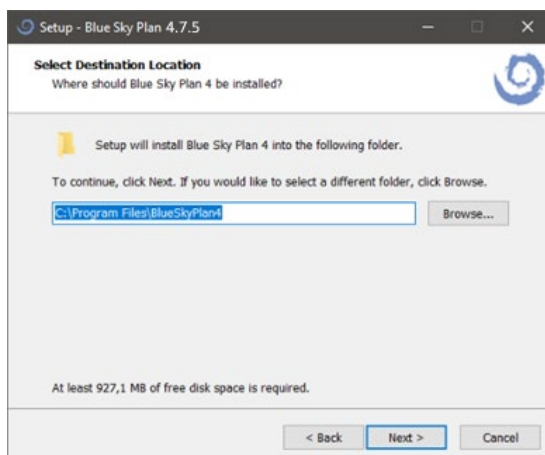 Setup - Blue Sky Plan 4.7.5
Select Destination Location
Where should Blue Sky Plan 4 be installed?
Setup will install Blue Sky Plan 4 into the following folder.
To continue, click Next. If you would like to select a different folder, click Browse.
C:\Program Files\BlueSkyPlan4
Browse...
At least 927,1 MB of free disk space is required.
< Back
Next >
Cancel